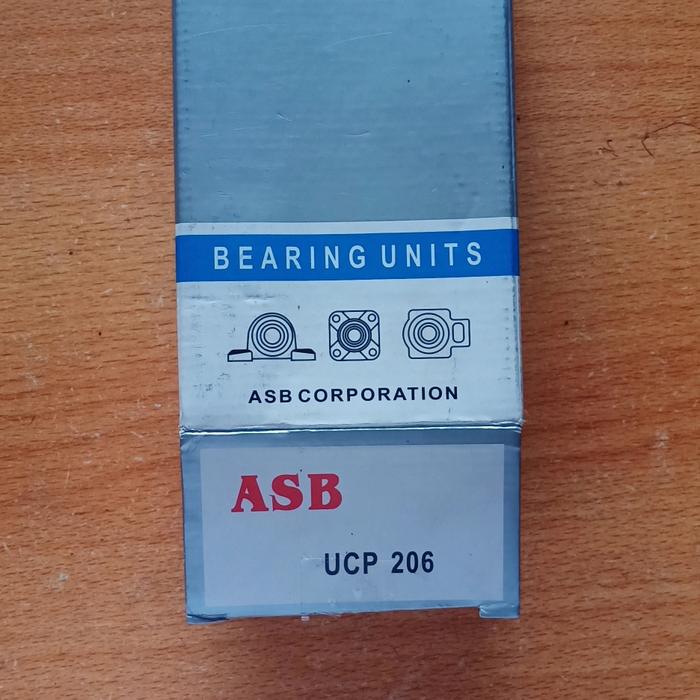 BEARING UNITS
ASB CORPORATION
ASB
UCP 206